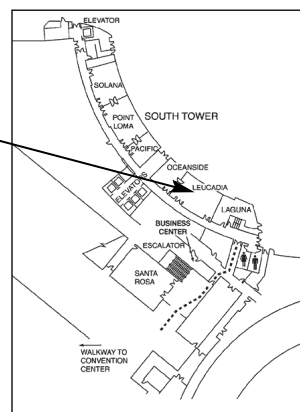 ELEVATOR
SOLANA
POINT
LOMA
SOUTH TOWER
PACIFIC
OCEANSIDE
ELEVATORS
LEUCADIA
LAGUNA
BUSINESS
CENTER
ESCALATOR
SANTA
ROSA
WALKWAY TO
CONVENTION
CENTER